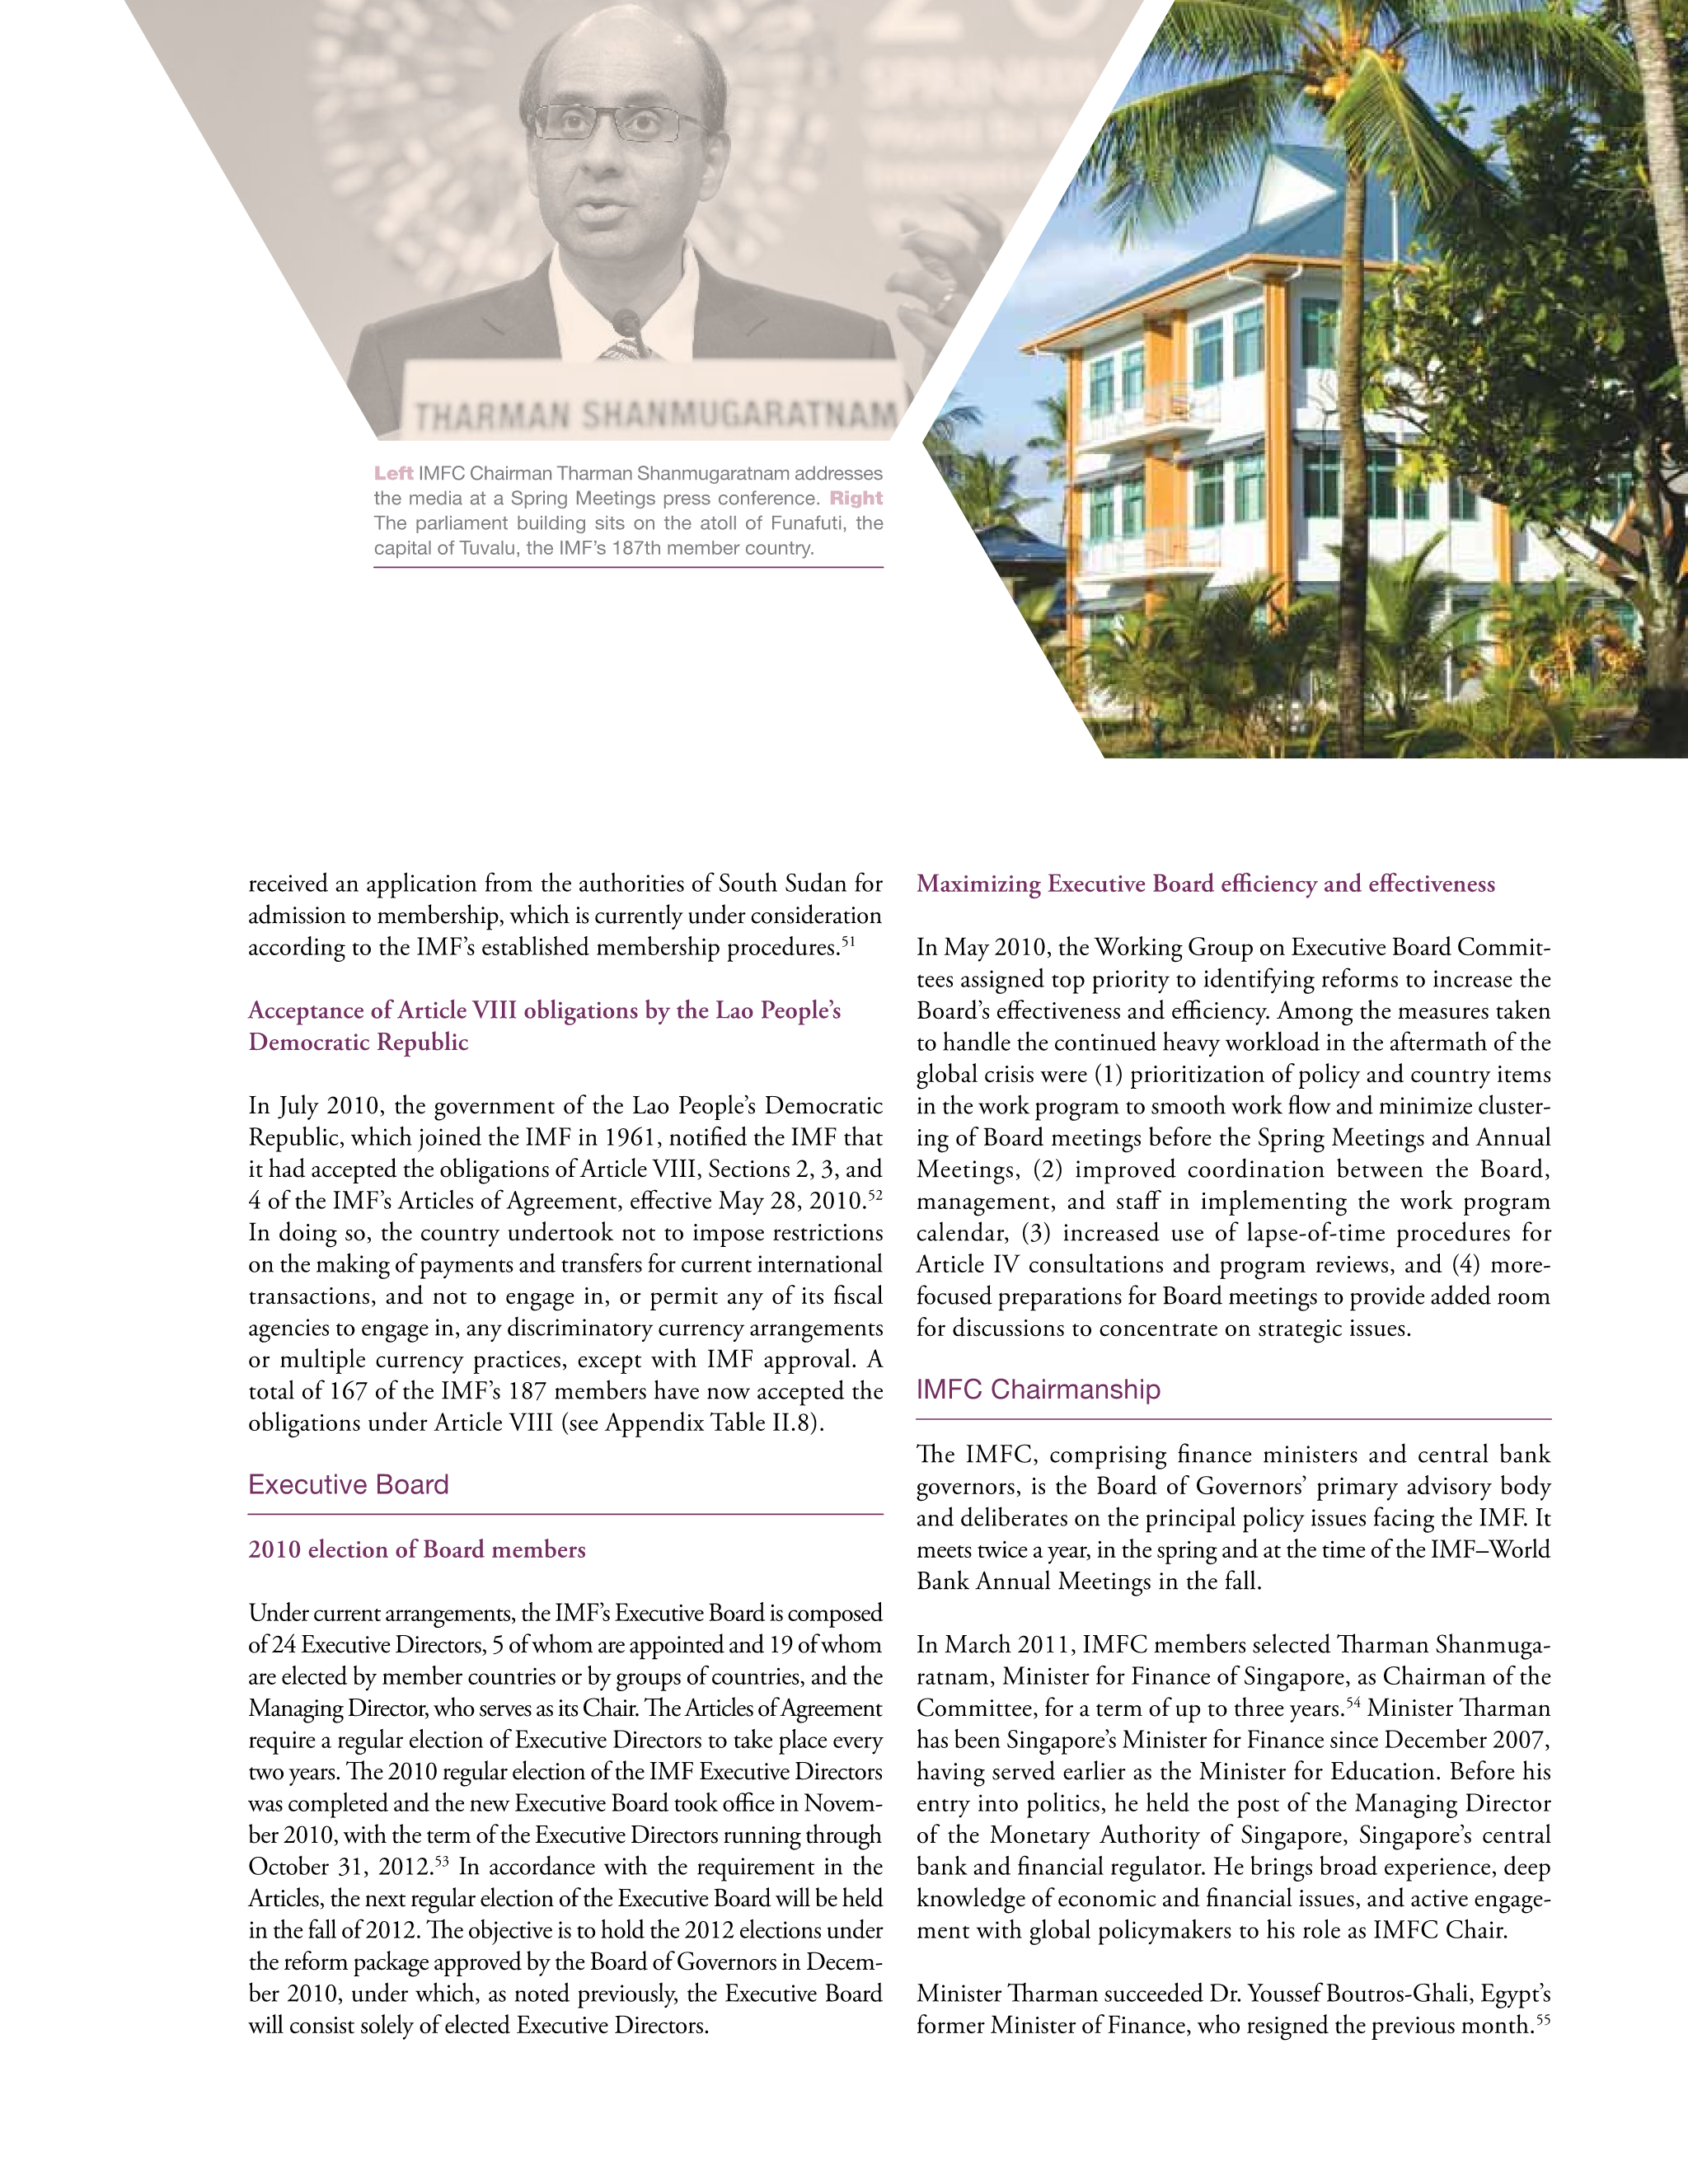 THARMAN SHANMUGARATNAM
Left IMFC Chairman Tharman Shanmugaratnam addresses
the media at a Spring Meetings press conference. Right
The parliament building sits on the atoll of Funafuti, the
capital of Tuvalu, the IMF’s 187th member country.
received an application from the authorities of South Sudan for
admission to membership, which is currently under consideration
according to the IMF’s established membership procedures.51
Acceptance of Article VIII obligations by the Lao People’s
Democratic Republic
In July 2010, the government of the Lao People’s Democratic
Republic, which joined the IMF in 1961, notified the IMF that
it had accepted the obligations of Article VIII, Sections 2, 3, and
4 of the IMF’s Articles of Agreement, effective May 28, 2010.52
In doing so, the country undertook not to impose restrictions
on the making of payments and transfers for current international
transactions, and not to engage in, or permit any of its fiscal
agencies to engage in, any discriminatory currency arrangements
or multiple currency practices, except with IMF approval. A
total of 167 of the IMF’s 187 members have now accepted the
obligations under Article VIII (see Appendix Table II.8).
Executive Board
2010 election of Board members
Under current arrangements, the IMF’s Executive Board is composed
of 24 Executive Directors, 5 of whom are appointed and 19 of whom
are elected by member countries or by groups of countries, and the
Managing Director, who serves as its Chair. The Articles of Agreement
require a regular election of Executive Directors to take place every
two years. The 2010 regular election of the IMF Executive Directors
was completed and the new Executive Board took office in Novem-
ber 2010, with the term of the Executive Directors running through
October 31, 2012.53 In accordance with the requirement in the
Articles, the next regular election of the Executive Board will be held
in the fall of 2012. The objective is to hold the 2012 elections under
the reform package approved by the Board of Governors in Decem-
ber 2010, under which, as noted previously, the Executive Board
will consist solely of elected Executive Directors.
Maximizing Executive Board efficiency and effectiveness
In May 2010, the Working Group on Executive Board Commit-
tees assigned top priority to identifying reforms to increase the
Board’s effectiveness and efficiency. Among the measures taken
to handle the continued heavy workload in the aftermath of the
global crisis were (1) prioritization of policy and country items
in the work program to smooth work flow and minimize cluster-
ing of Board meetings before the Spring Meetings and Annual
Meetings, (2) improved coordination between the Board,
management, and staff in implementing the work program
calendar, (3) increased use of lapse-of-time procedures for
Article IV consultations and program reviews, and (4) more-
focused preparations for Board meetings to provide added room
for discussions to concentrate on strategic issues.
IMFC Chairmanship
The IMFC, comprising finance ministers and central bank
governors, is the Board of Governors’ primary advisory body
and deliberates on the principal policy issues facing the IMF. It
meets twice a year, in the spring and at the time of the IMF–World
Bank Annual Meetings in the fall.
In March 2011, IMFC members selected Tharman Shanmuga-
ratnam, Minister for Finance of Singapore, as Chairman of the
Committee, for a term of up to three years.54 Minister Tharman
has been Singapore’s Minister for Finance since December 2007,
having served earlier as the Minister for Education. Before his
entry into politics, he held the post of the Managing Director
of the Monetary Authority of Singapore, Singapore’s central
bank and financial regulator. He brings broad experience, deep
knowledge of economic and financial issues, and active engage-
ment with global policymakers to his role as IMFC Chair.
Minister Tharman succeeded Dr. Youssef Boutros-Ghali, Egypt’s
former Minister of Finance, who resigned the previous month.55